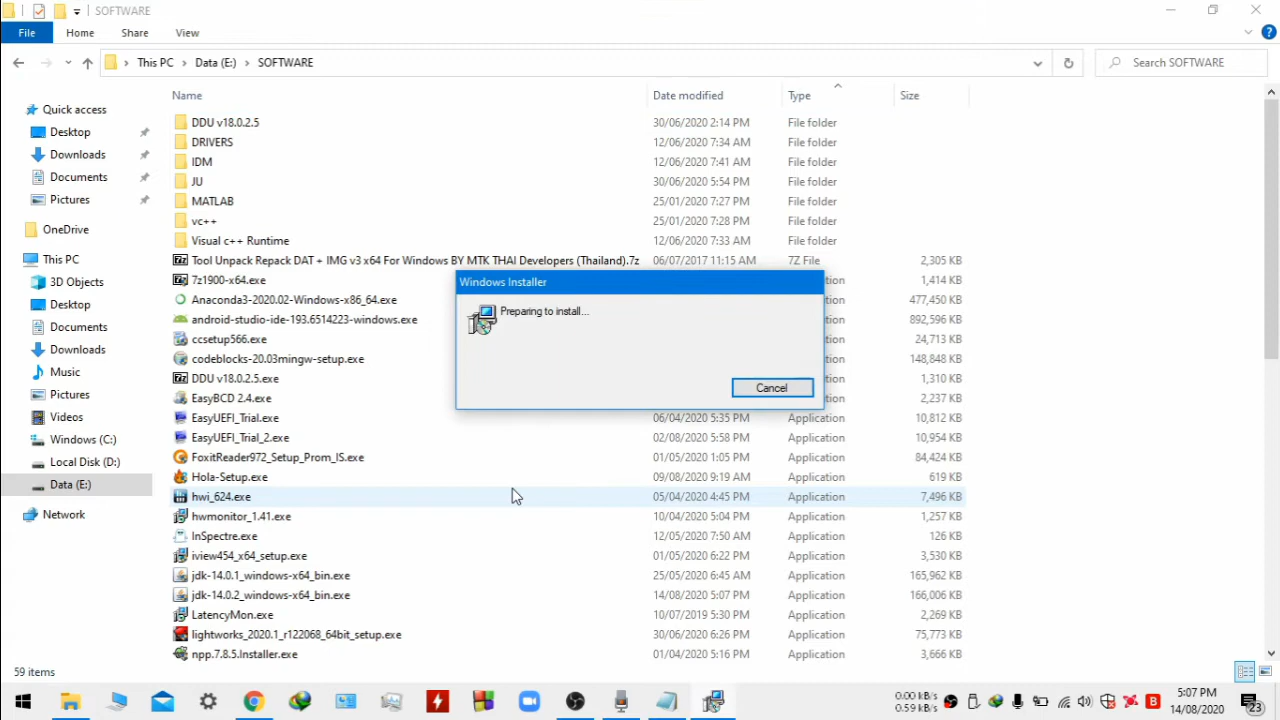 SOFTWARE
File Home Share View
This PC Data (E:) SOFTWARE Search SOFTWARE
Name Date modified Type Size
Quick access
Desktop
Downloads
Documents
Pictures
OneDrive
This PC
3D Objects
Desktop
Documents
Downloads
Music
Pictures
Videos
Windows (C:)
Local Disk (D:)
Data (E:)
Network
DDU v18.0.2.5 30/06/2020 2:14 PM File folder
DRIVERS 12/06/2020 7:34 AM File folder
IDM 12/06/2020 7:41 AM File folder
JU 30/06/2020 5:54 PM File folder
MATLAB 25/01/2020 7:27 PM File folder
vc++ 25/01/2020 7:28 PM File folder
Visual c++ Runtime 12/06/2020 7:33 AM File folder
Tool Unpack Repack DAT + IMG v3 x64 For Windows BY MTK THAI Developers (Thailand).7z 06/07/2017 11:15 AM 7Z File 2,305 KB
7z1900-x64.exe 1,414 KB
Anaconda3-2020.02-Windows-x86_64.exe 477,450 KB
android-studio-ide-193.6514223-windows.exe 892,596 KB
ccsetup566.exe 24,713 KB
codeblocks-20.03mingw-setup.exe 148,848 KB
DDU v18.0.2.5.exe 1,310 KB
EasyBCD 2.4.exe 2,237 KB
EasyUEFI_Trial.exe 06/04/2020 5:35 PM Application 10,812 KB
EasyUEFI_Trial_2.exe 02/08/2020 5:58 PM Application 10,954 KB
FoxitReader972_Setup_Prom_IS.exe 01/05/2020 1:05 PM Application 84,424 KB
Hola-Setup.exe 09/08/2020 9:19 AM Application 619 KB
hwi_624.exe 05/04/2020 4:45 PM Application 7,496 KB
hwmonitor_1.41.exe 10/04/2020 5:04 PM Application 1,257 KB
InSpectre.exe 12/05/2020 7:50 AM Application 126 KB
iview454_x64_setup.exe 01/05/2020 6:22 PM Application 3,530 KB
jdk-14.0.1_windows-x64_bin.exe 25/05/2020 6:45 AM Application 165,962 KB
jdk-14.0.2_windows-x64_bin.exe 14/08/2020 5:07 PM Application 166,006 KB
LatencyMon.exe 10/07/2019 5:30 PM Application 2,269 KB
lightworks_2020.1_r122068_64bit_setup.exe 30/06/2020 6:26 PM Application 75,773 KB
npp.7.8.5.Installer.exe 01/04/2020 5:16 PM Application 3,666 KB
Windows Installer
Preparing to install...
Cancel
59 items
0.00 kB/s
0.59 kB/s
5:07 PM
14/08/2020
23